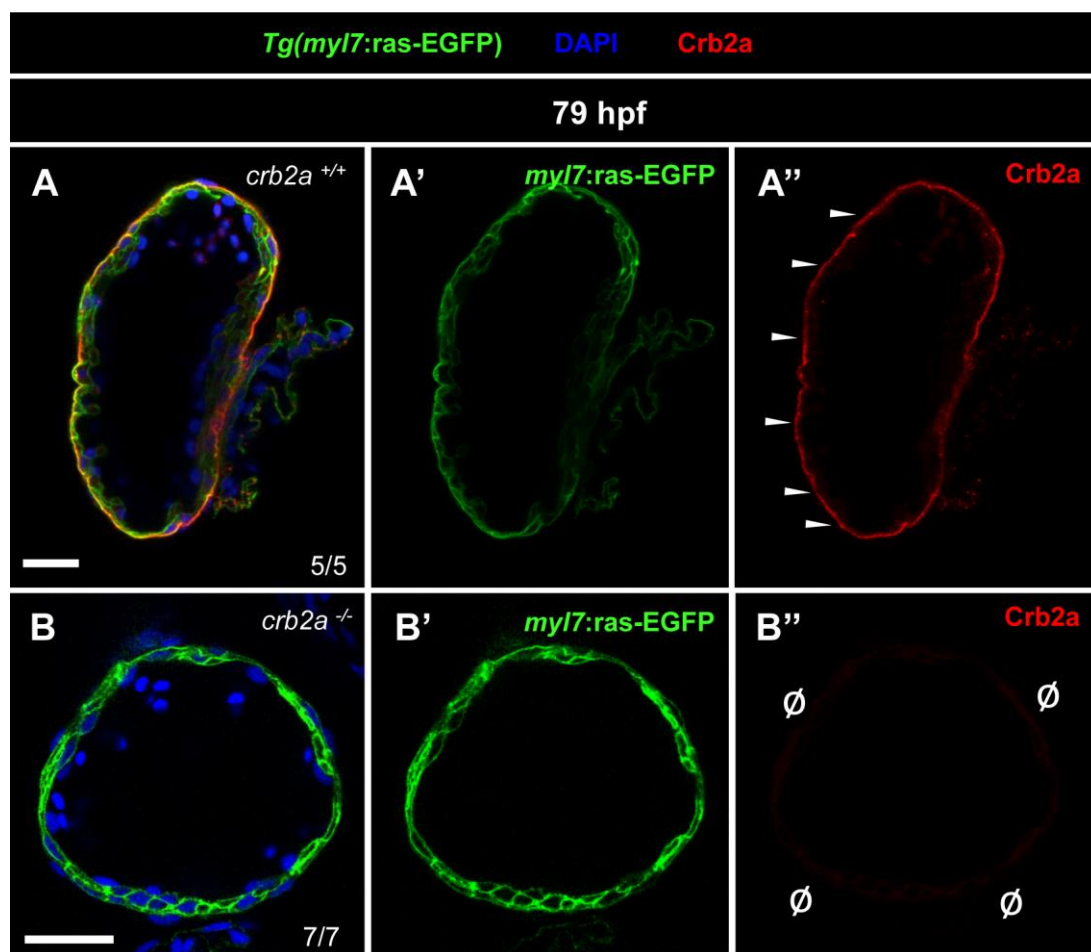 Tg(myl7:ras-EGFP) DAPI Crb2a
79 hpf
A crb2a +/+
5/5
A' myl7:ras-EGFP
A" Crb2a
B crb2a -/-
7/7
B' myl7:ras-EGFP
B" Crb2a
Ø Ø
Ø Ø